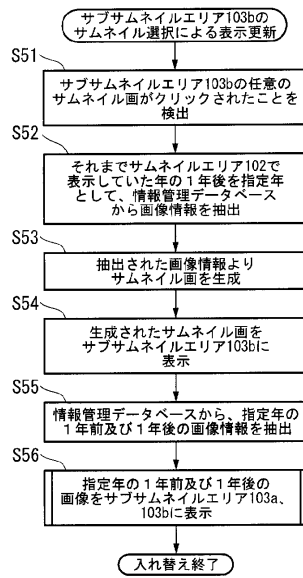 サブサムネイルエリア103bの
サムネイル選択による表示更新
S51
サブサムネイルエリア103bの任意の
サムネイル画がクリックされたことを
検出
S52
それまでサムネイルエリア102で
表示していた年の1年後を指定年
として、情報管理データベース
から画像情報を抽出
S53
抽出された画像情報より
サムネイル画を生成
S54
生成されたサムネイル画を
サブサムネイルエリア103bに
表示
S55
情報管理データベースから、指定年の
1年前及び1年後の画像情報を抽出
S56
指定年の1年前及び1年後の
画像をサブサムネイルエリア103a、
103bに表示
入れ替え終了